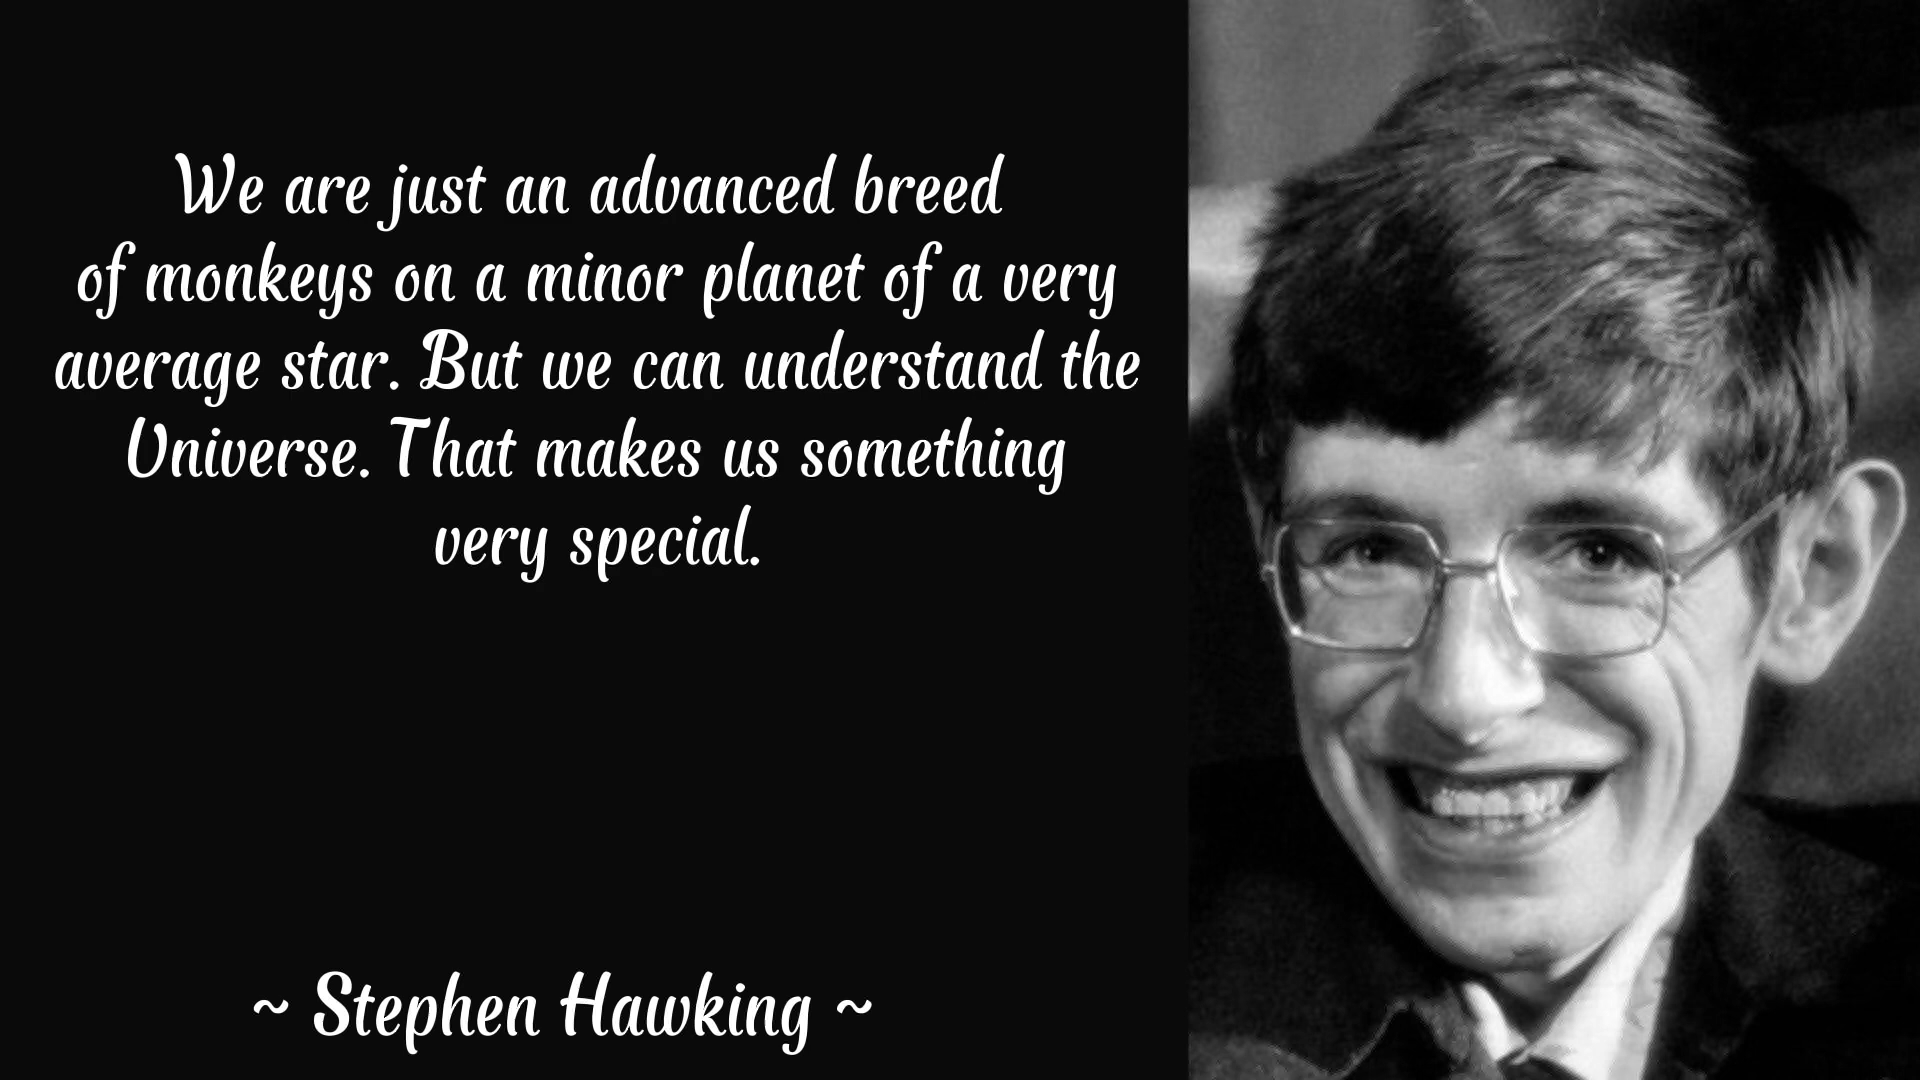 We are just an advanced breed
of monkeys on a minor planet of a very
average star. But we can understand the
Universe. That makes us something
very special.
~ Stephen Hawking ~